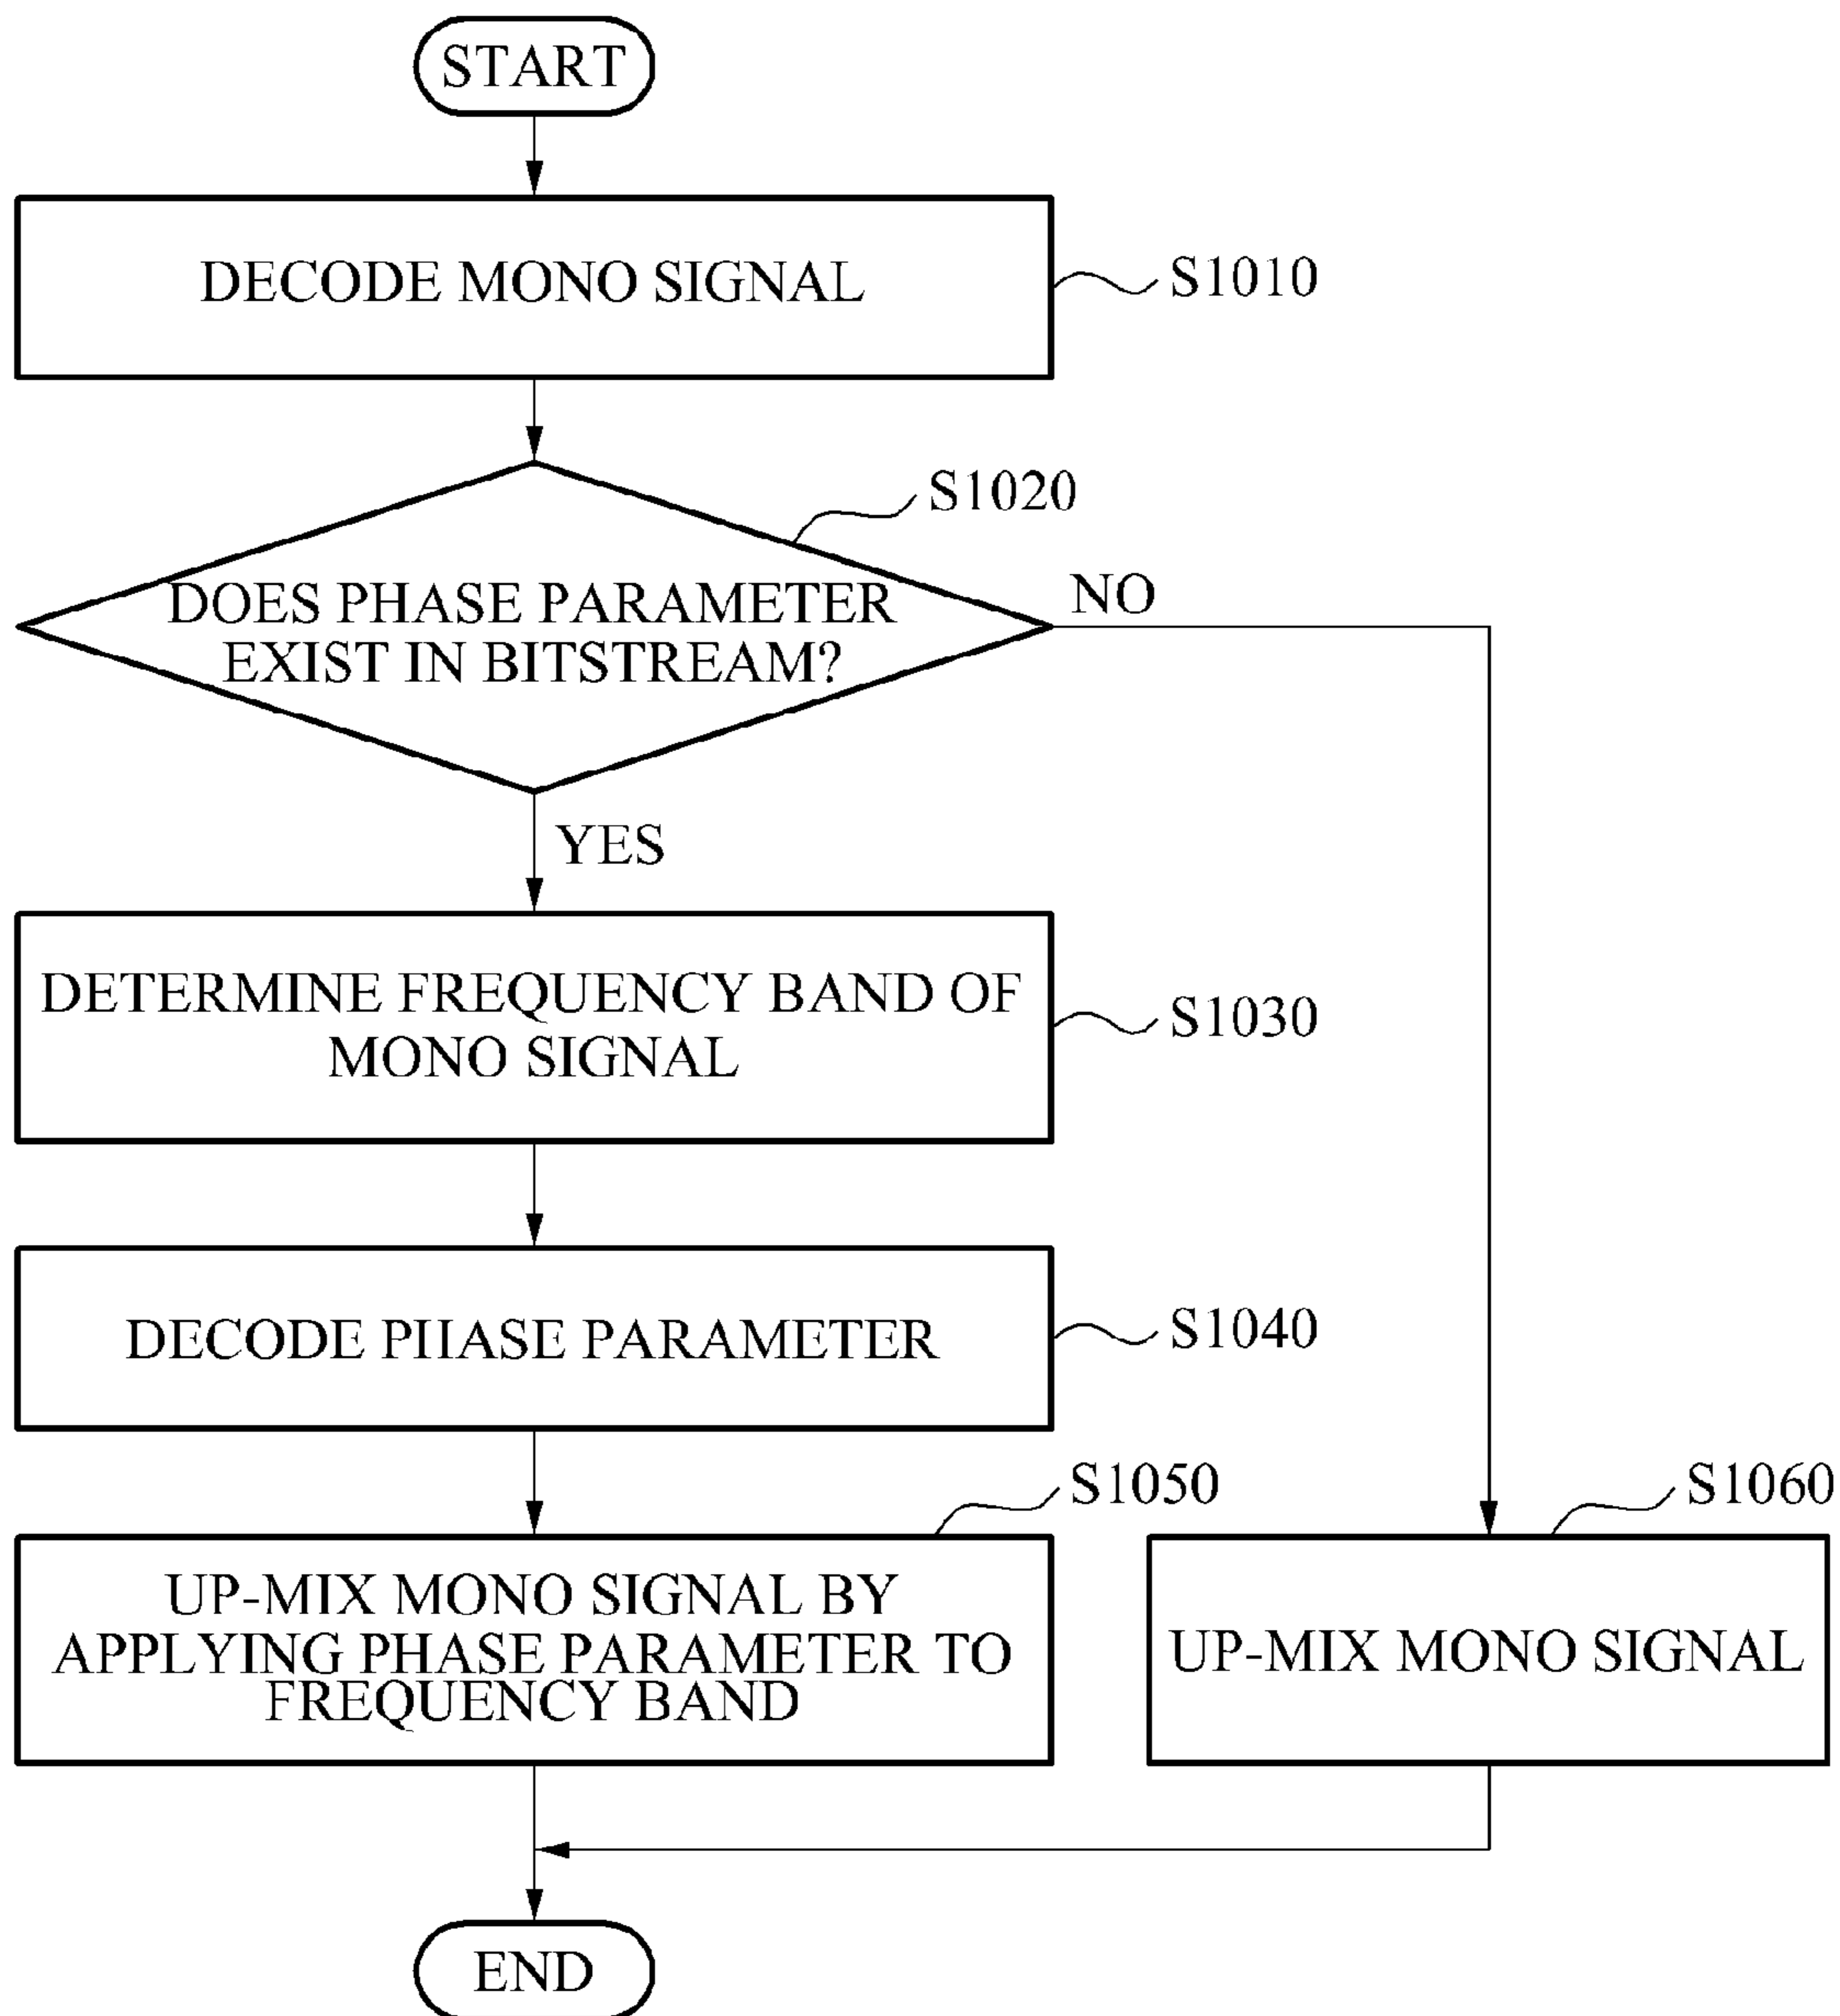 START
DECODE MONO SIGNAL
S1010
S1020
DOES PHASE PARAMETER
EXIST IN BITSTREAM?
NO
YES
DETERMINE FREQUENCY BAND OF
MONO SIGNAL
S1030
DECODE PHASE PARAMETER
S1040
S1050
UP-MIX MONO SIGNAL BY
APPLYING PHASE PARAMETER TO
FREQUENCY BAND
S1060
UP-MIX MONO SIGNAL
END